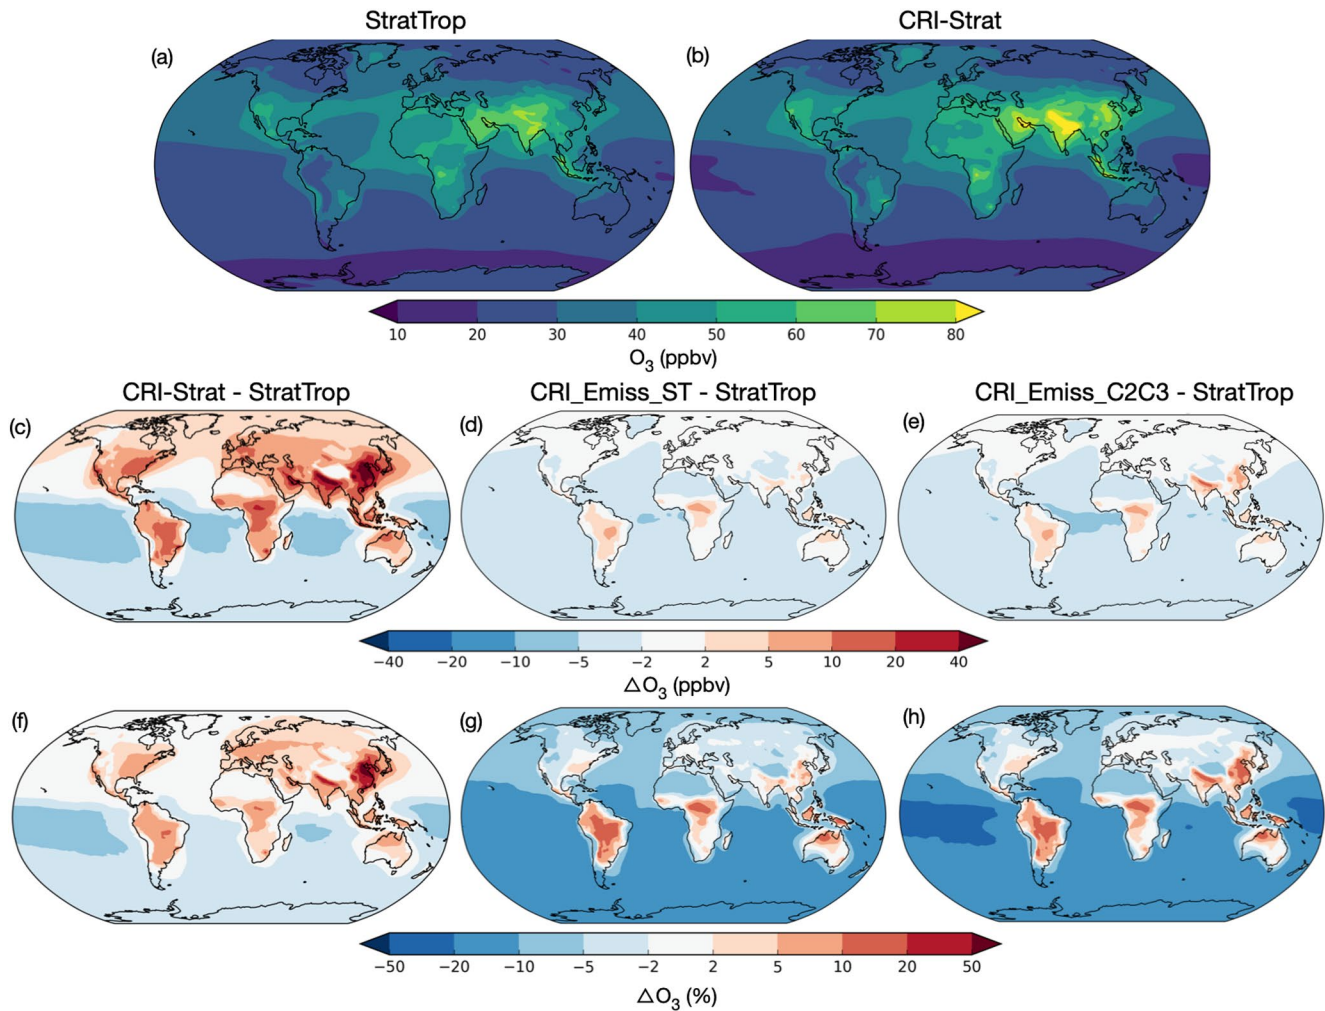 StratTrop CRI-Strat
(a) (b)
10 20 30 40 50 60 70 80
O₃ (ppbv)
CRI-Strat - StratTrop CRI_Emiss_ST - StratTrop CRI_Emiss_C2C3 - StratTrop
(c) (d) (e)
−40 −20 −10 −5 −2 2 5 10 20 40
△O₃ (ppbv)
(f) (g) (h)
−50 −20 −10 −5 −2 2 5 10 20 50
△O₃ (%)